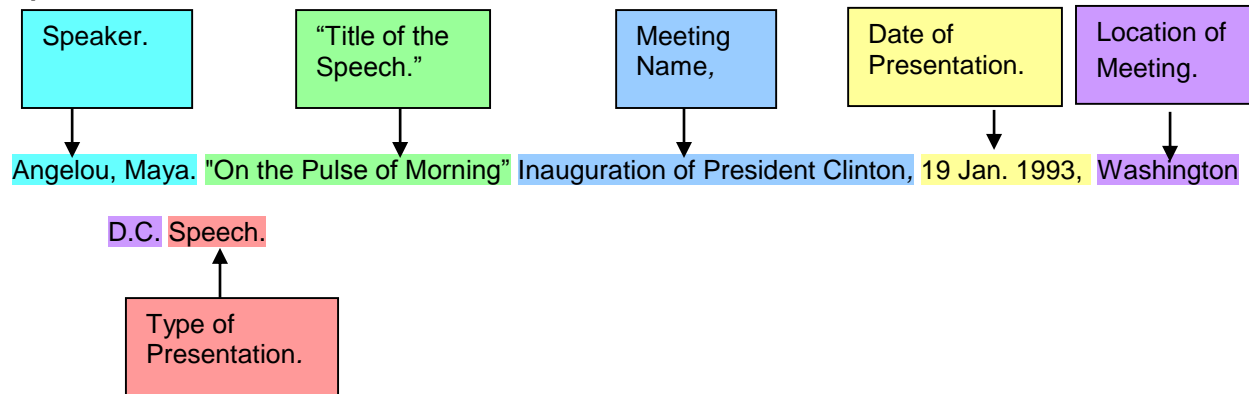 Speaker.
“Title of the
Speech.”
Meeting
Name,
Date of
Presentation.
Location of
Meeting.
Angelou, Maya. "On the Pulse of Morning” Inauguration of President Clinton, 19 Jan. 1993, Washington
D.C. Speech.
Type of
Presentation.